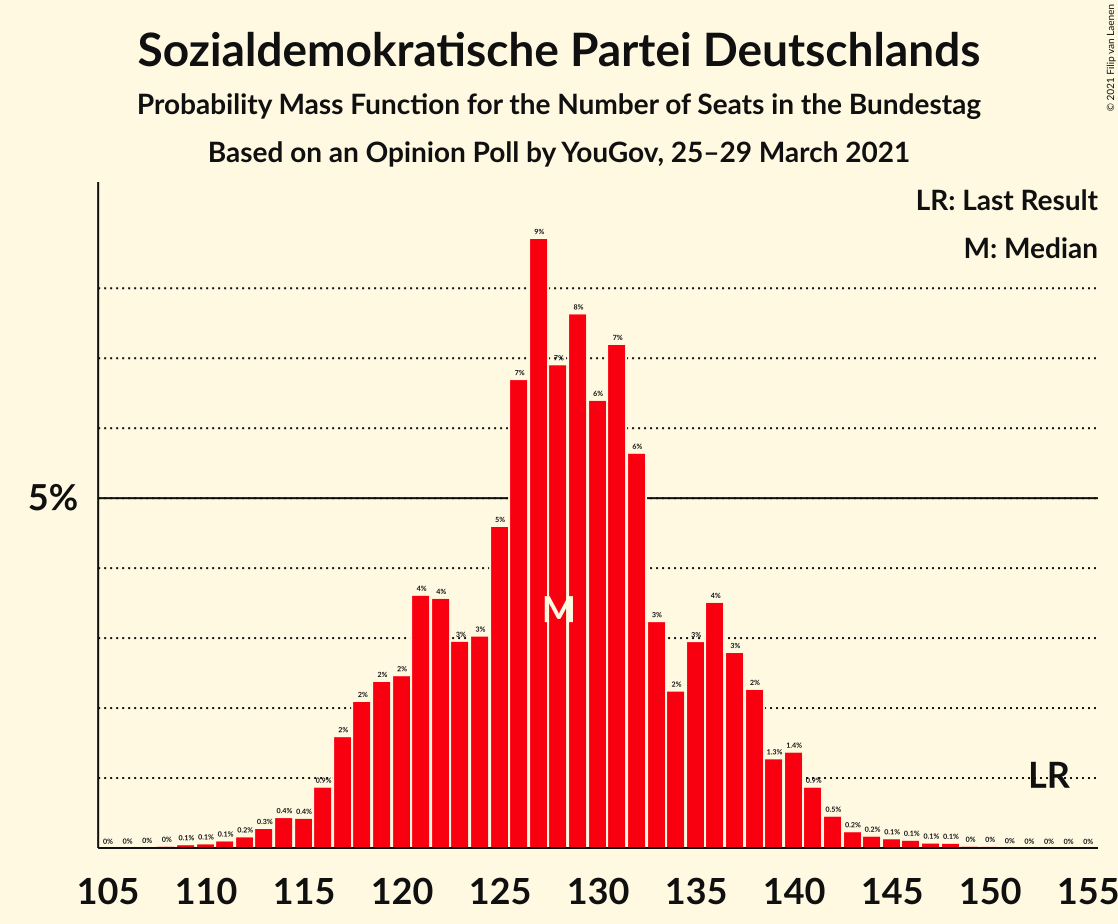 Sozialdemokratische Partei Deutschlands
Probability Mass Function for the Number of Seats in the Bundestag
Based on an Opinion Poll by YouGov, 25–29 March 2021
© 2021 Filip van Laenen
LR: Last Result
M: Median
5%
0% 0% 0% 0% 0.1% 0.1% 0.1% 0.2% 0.3% 0.4% 0.4% 0.9% 2% 2% 2% 2% 4% 4% 3% 3% 5% 7% 9% 7% 8% 6% 7% 6% 3% 2% 3% 4% 3% 2% 1.3% 1.4% 0.9% 0.5% 0.2% 0.2% 0.1% 0.1% 0.1% 0.1% 0% 0% 0% 0% 0% 0% 0%
M
LR
105 110 115 120 125 130 135 140 145 150 155